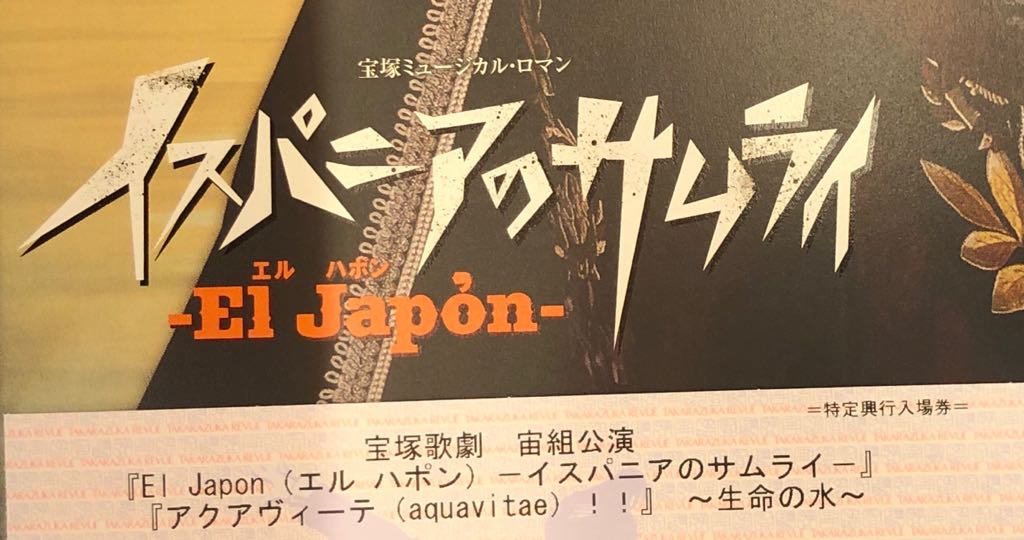 宝塚ミュージカル・ロマン
イスパニアのサムライ
エル ハポン
-El Japón-
＝特定興行入場券＝
宝塚歌劇　宙組公演
『El Japon（エル ハポン）－イスパニアのサムライ－』
『アクアヴィーテ（aquavitae）！！』　～生命の水～
TAKARAZUKA REVUE